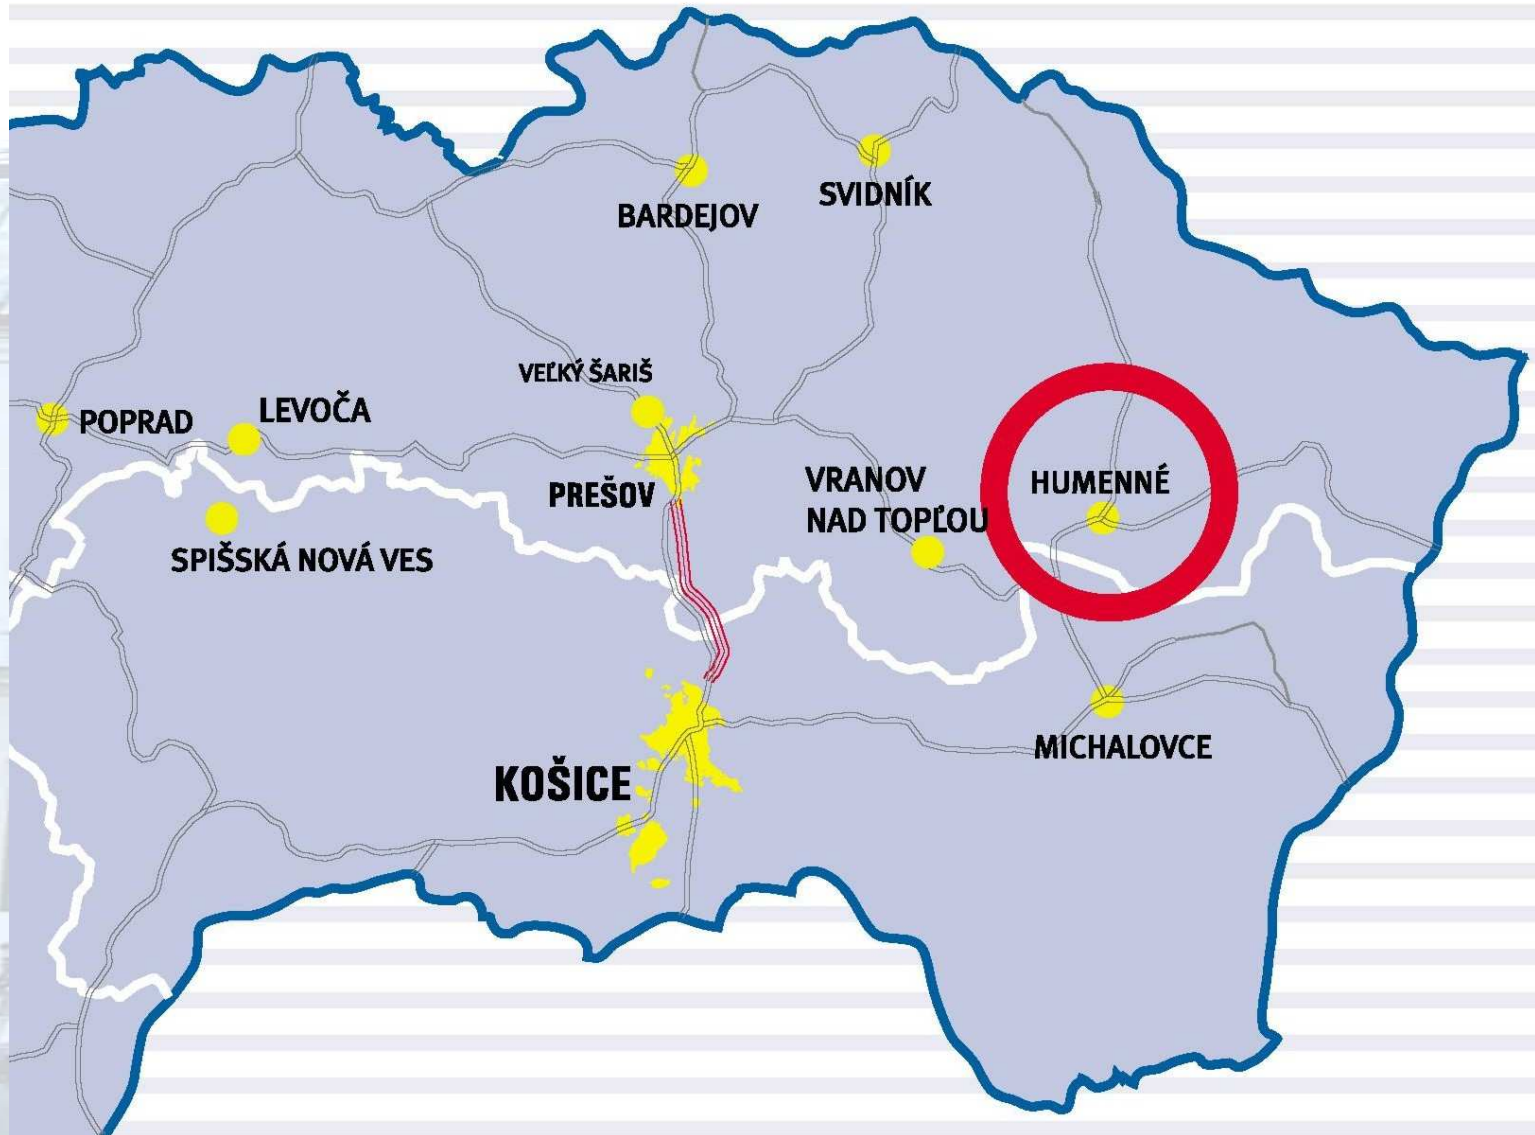 SVIDNÍK
BARDEJOV
VEĽKÝ ŠARIŠ
LEVOČA
POPRAD
PREŠOV
VRANOV
NAD TOPĽOU
HUMENNÉ
SPIŠSKÁ NOVÁ VES
MICHALOVCE
KOŠICE